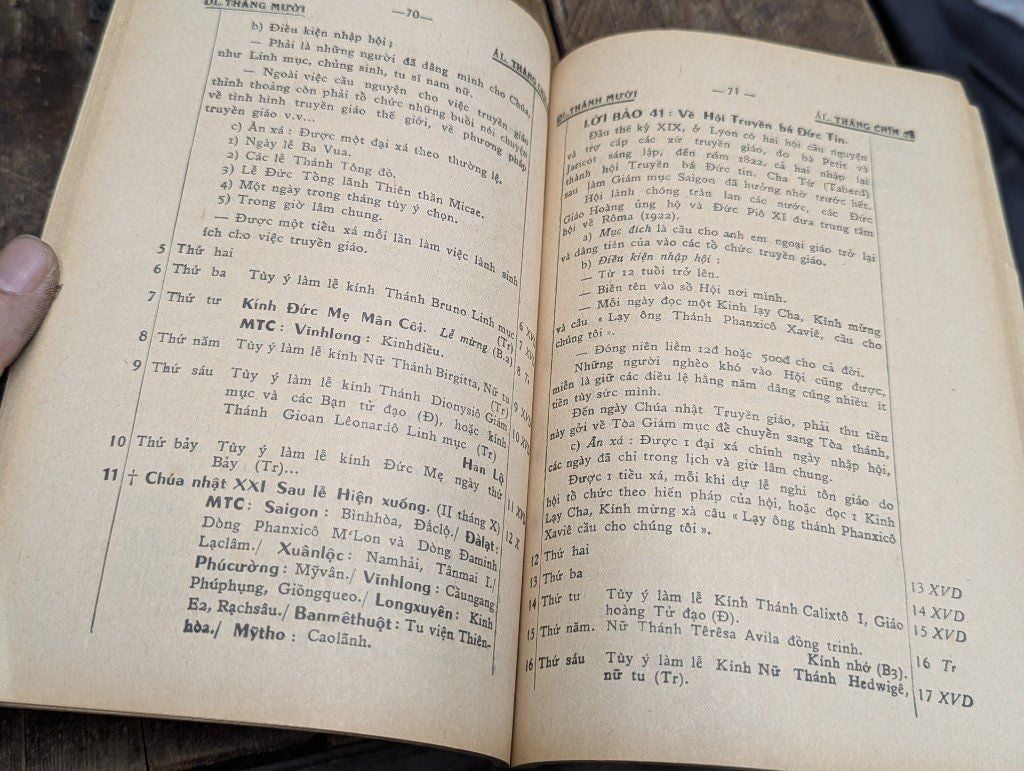 ĐL. THÁNG MƯỜI
—70—
ÂL. THÁNG
b) Điều kiện nhập hội :
— Phải là những người đã dâng mình cho Chúa,
như Linh mục, chủng sinh, tu sĩ nam nữ.
— Ngoài việc cầu nguyện cho việc truyền giáo
thỉnh thoảng còn phải tổ chức những buổi nói chuyện
về tình hình truyền giáo thế giới, về phương pháp
truyền giáo v.v...
c) Ân xá : Được một đại xá theo thường lệ.
1) Ngày lễ Ba Vua.
2) Các lễ Thánh Tông đồ.
3) Lễ Đức Tổng lãnh Thiên thần Micae.
4) Một ngày trong tháng tùy ý chọn.
5) Trong giờ lâm chung.
— Được một tiểu xá mỗi lần làm việc lành sinh
ích cho việc truyền giáo.
5 Thứ hai
6 Thứ ba Tùy ý làm lễ kính Thánh Bruno Linh mục (Tr)
7 Thứ tư Kính Đức Mẹ Mân Côi. Lễ mừng (B.2)
MTC : Vinhlong : Kinhđiều.
8 Thứ năm Tùy ý làm lễ kính Nữ Thánh Birgitta, Nữ tu (Tr)
9 Thứ sáu Tùy ý làm lễ kính Thánh Dionysiô Giám
mục và các Bạn tử đạo (Đ), hoặc kính
Thánh Gioan Lêonarđô Linh mục (Tr)
Hàn Lộ
10 Thứ bảy Tùy ý làm lễ kính Đức Mẹ ngày thứ
Bảy (Tr)...
11 † Chúa nhật XXI Sau lễ Hiện xuống. (II tháng X) 12 X
MTC : Saigon : Bìnhhòa, Đắclộ./ Đàlạt :
Dòng Phanxicô M'Lon và Dòng Đaminh
Lạclâm./ Xuânlộc : Namhải, Tânmai I./
Phúcường : Mỹvân./ Vinhlong : Cầungang,
Phúphụng, Giồngqueo./ Longxuyên : Kinh
E2, Rạchsâu./ Banmêthuột : Tu viện Thiên-
hòa./ Mỹtho : Caolãnh.
ĐL. THÁNH MƯỜI
— 71 —
ÂL. THÁNG CHÍN
LỜI BẢO 41 : Về Hội Truyền bá Đức Tin.
Đầu thế kỷ XIX, ở Lyon có hai hội cầu nguyện
và trợ cấp các xứ truyền giáo, do bà Petit và
Jaricot sáng lập, đến năm 1822, cả hai nhập lại
thành hội Truyền bá Đức tin. Cha Từ (Taberd)
sau làm Giám mục Saigon đã hưởng nhờ trước hết.
Hội lành chóng tràn lan các nước, các Đức
Giáo Hoàng ủng hộ và Đức Piô XI đưa trung tâm
hội về Rôma (1922).
a) Mục đích là cầu cho anh em ngoại giáo trở lại
và dâng tiền của vào các tổ chức truyền giáo.
b) Điều kiện nhập hội :
— Từ 12 tuổi trở lên.
— Biên tên vào sổ Hội nơi mình.
— Mỗi ngày đọc một Kinh lạy Cha, Kính mừng
và câu « Lạy ông Thánh Phanxicô Xaviê, cầu cho
chúng tôi ».
— Đóng niên liêm 12đ hoặc 500đ cho cả đời.
Những người nghèo khó vào Hội cũng được,
miễn là giữ các điều lệ hằng năm dâng cúng nhiều ít
tiền tùy sức mình.
Đến ngày Chúa nhật Truyền giáo, phải thu tiền
này gởi về Tòa Giám mục để chuyển sang Tòa thánh,
c) Ân xá : Được 1 đại xá chính ngày nhập hội,
các ngày đã chỉ trong lịch và giờ lâm chung.
Được 1 tiểu xá, mỗi khi dự lễ nghi tôn giáo do
hội tổ chức theo hiến pháp của hội, hoặc đọc 1 Kinh
Lạy Cha, Kính mừng xà câu « Lạy ông thánh Phanxicô
Xaviê cầu cho chúng tôi ».
12 Thứ hai 13 XVD
13 Thứ ba 14 XVD
14 Thứ tư Tùy ý làm lễ Kính Thánh Calixtô I, Giáo 15 XVD
hoàng Tử đạo (Đ).
15 Thứ năm. Nữ Thánh Têrêsa Avila đồng trinh. 16 Tr
Kính nhớ (B3).
16 Thứ sáu Tùy ý làm lễ Kính Nữ Thánh Hedwigê, 17 XVD
nữ tu (Tr).